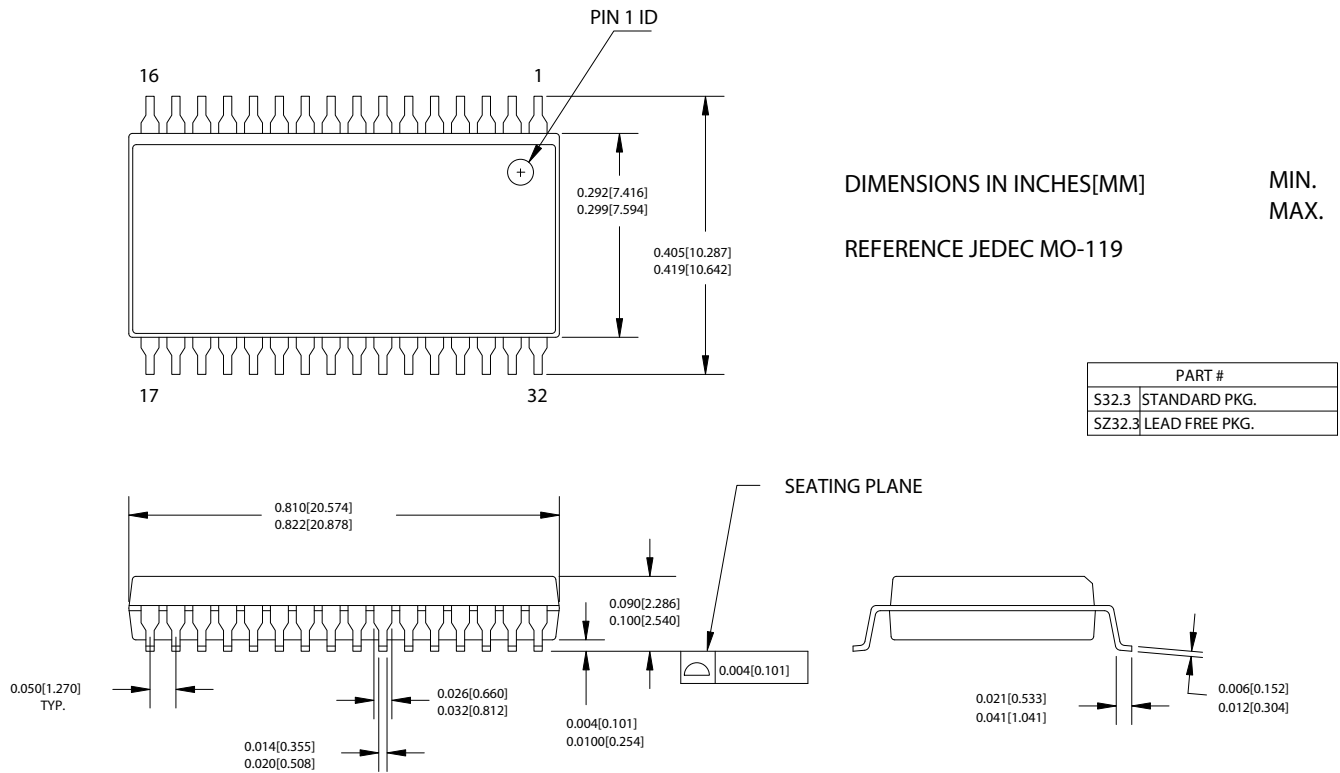 PIN 1 ID
16
1
0.292[7.416]
0.299[7.594]
0.405[10.287]
0.419[10.642]
17
32
DIMENSIONS IN INCHES[MM]
MIN.
MAX.
REFERENCE JEDEC MO-119
PART #
S32.3 STANDARD PKG.
SZ32.3 LEAD FREE PKG.
SEATING PLANE
0.810[20.574]
0.822[20.878]
0.090[2.286]
0.100[2.540]
0.004[0.101]
0.050[1.270]
TYP.
0.026[0.660]
0.032[0.812]
0.014[0.355]
0.020[0.508]
0.004[0.101]
0.0100[0.254]
0.021[0.533]
0.041[1.041]
0.006[0.152]
0.012[0.304]